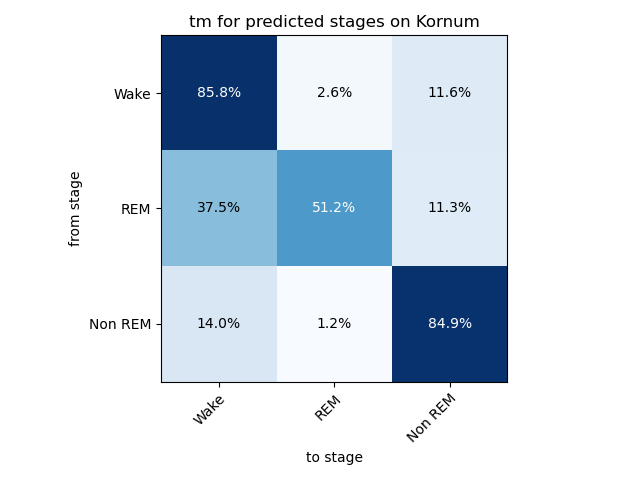 tm for predicted stages on Kornum
Wake 85.8% 2.6% 11.6%
REM 37.5% 51.2% 11.3%
Non REM 14.0% 1.2% 84.9%
from stage
Wake REM Non REM
to stage